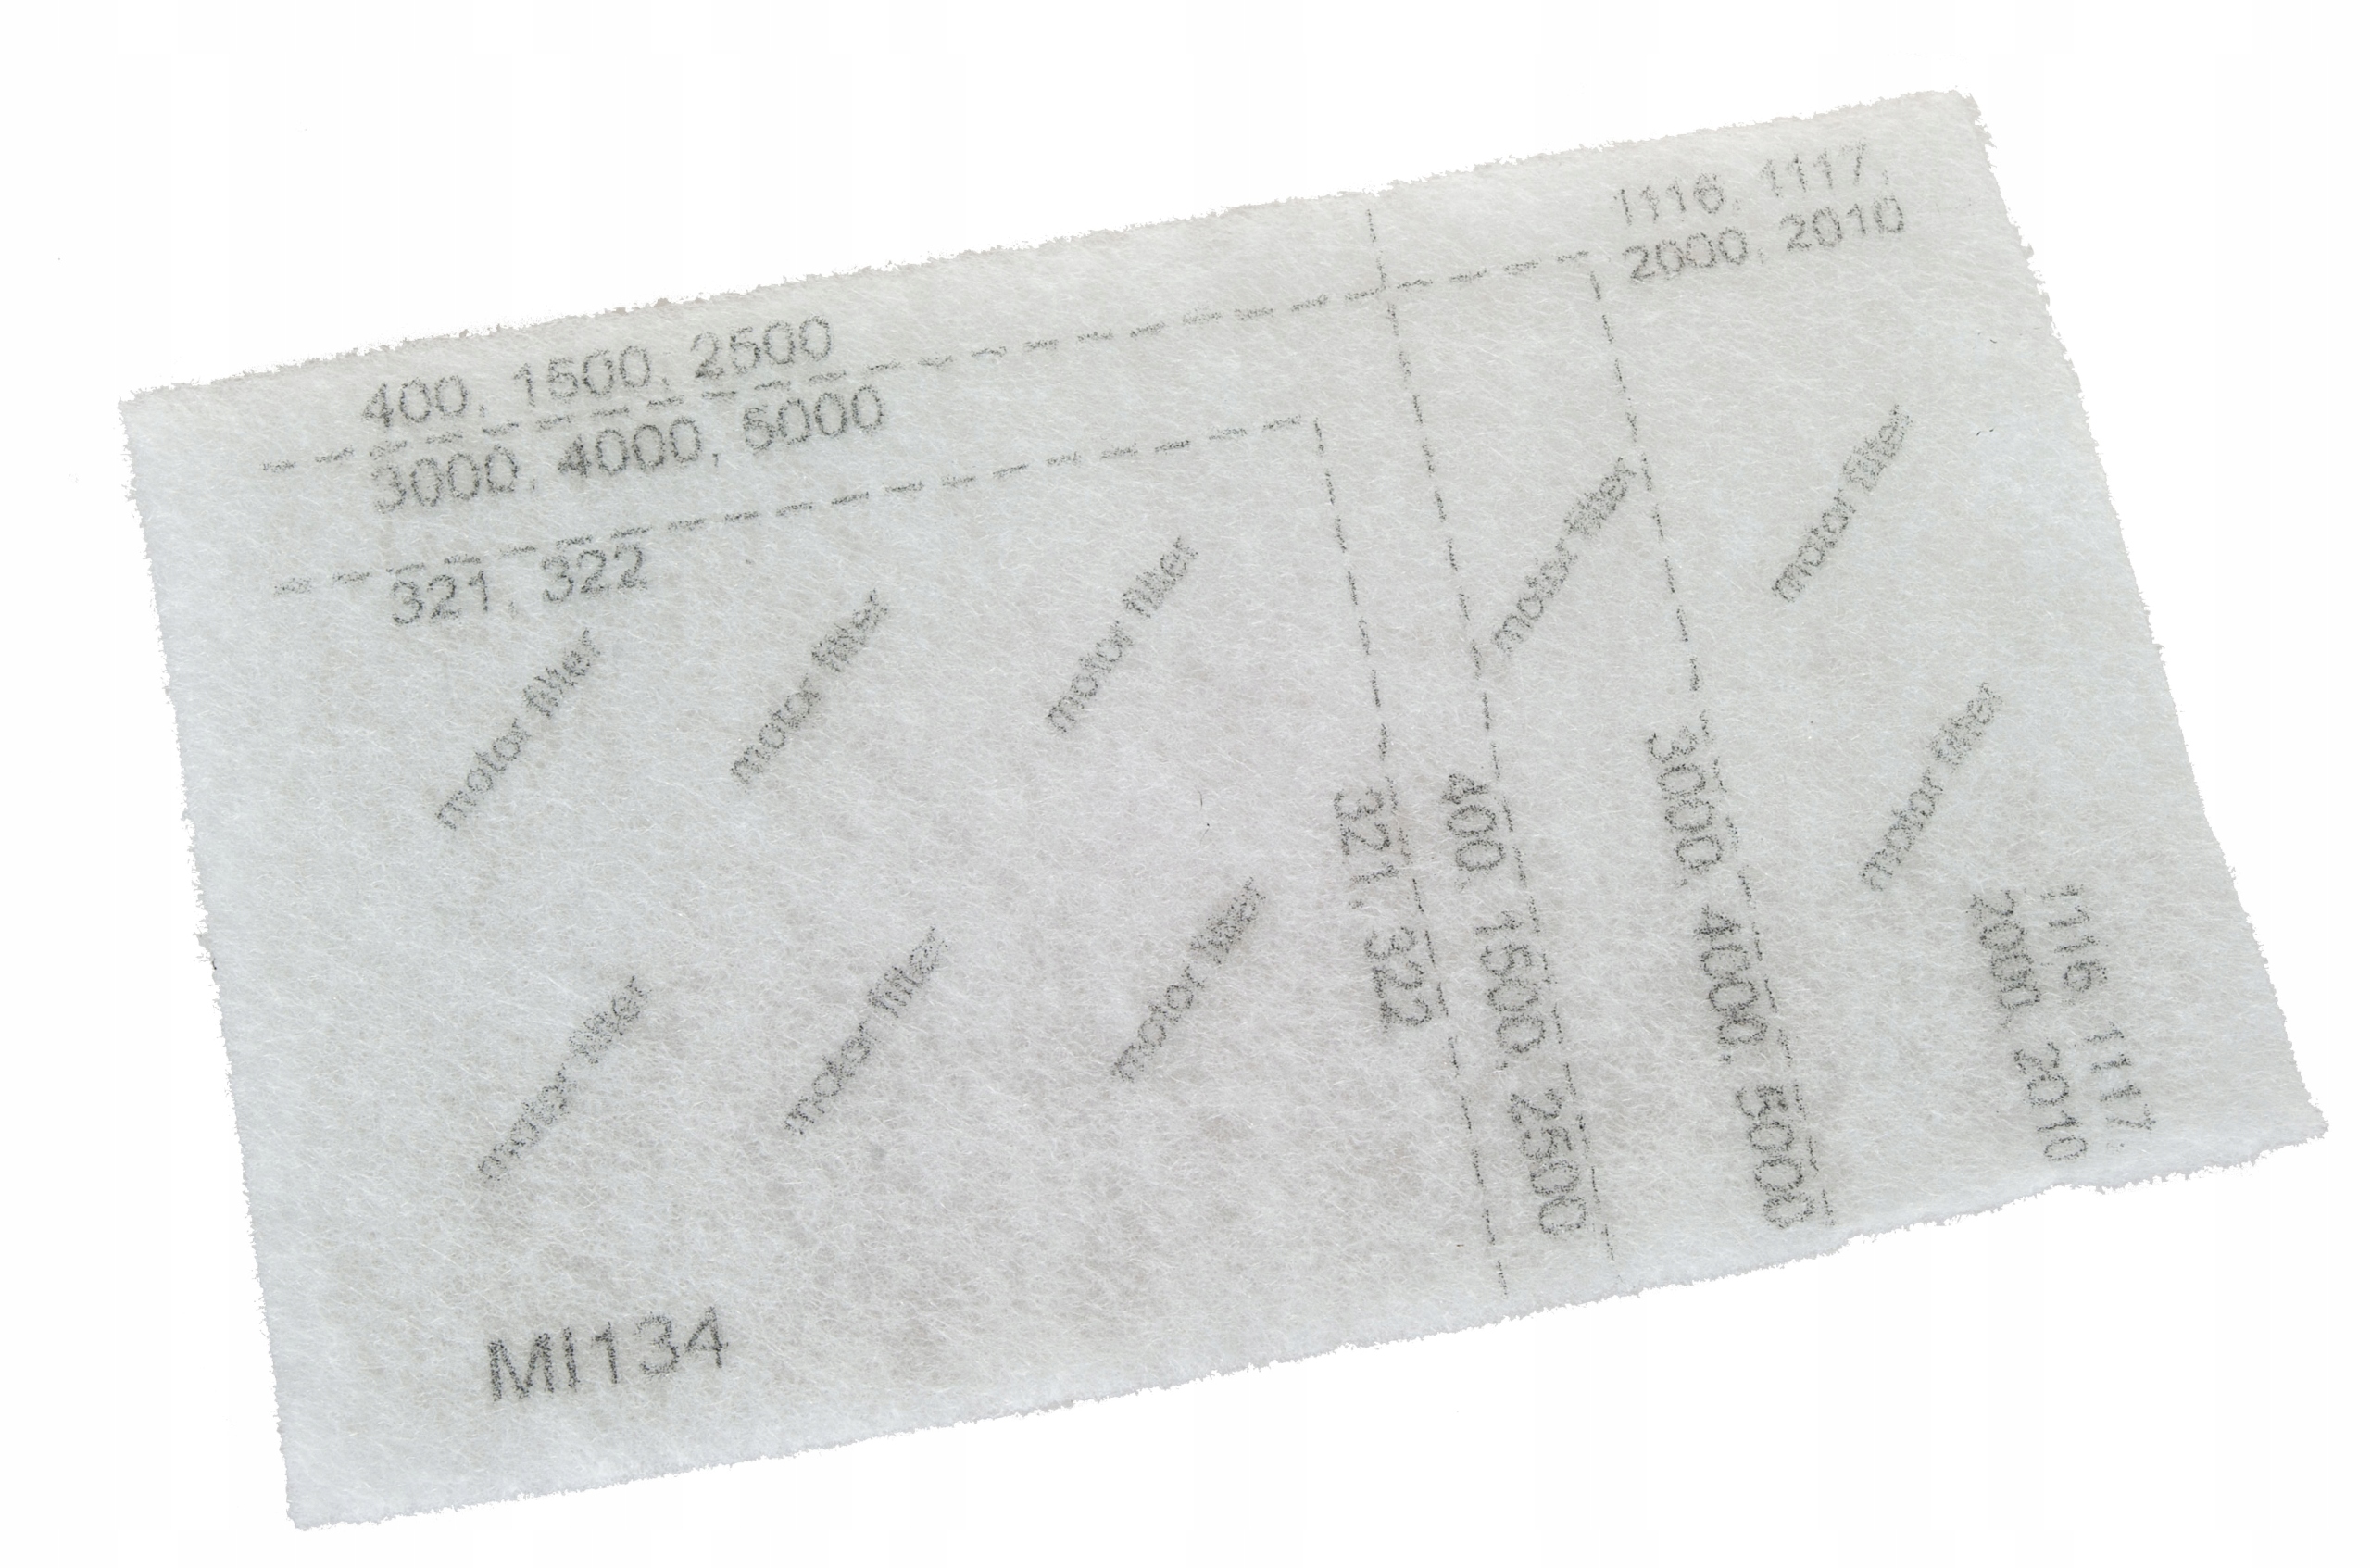 1116, 1117,
2000, 2010
400, 1500, 2500
3000, 4000, 5000
321, 322
motor filter
motor filter
motor filter
motor filter
motor filter
motor filter
motor filter
motor filter
motor filter
motor filter
321, 322
400, 1500, 2500
3000, 4000, 5000
1116, 1117,
2000, 2010
MI134